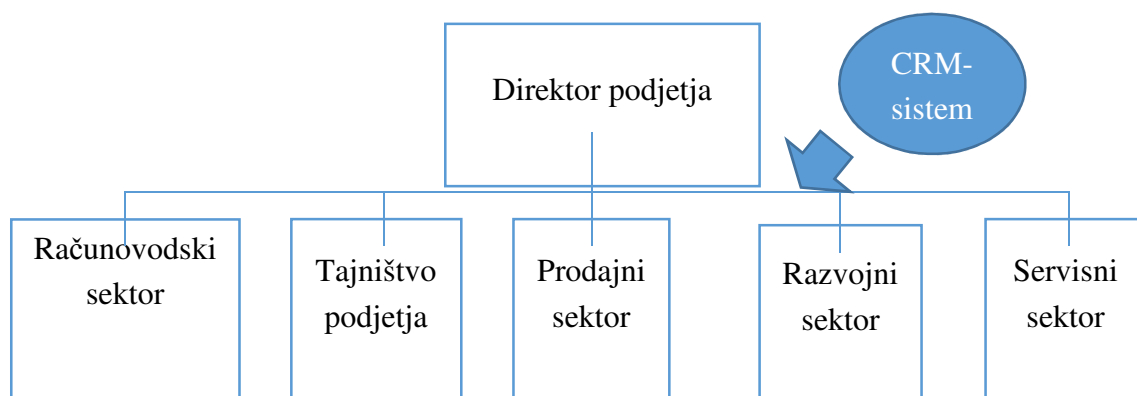 Direktor podjetja
CRM-
sistem
Računovodski
sektor
Tajništvo
podjetja
Prodajni
sektor
Razvojni
sektor
Servisni
sektor